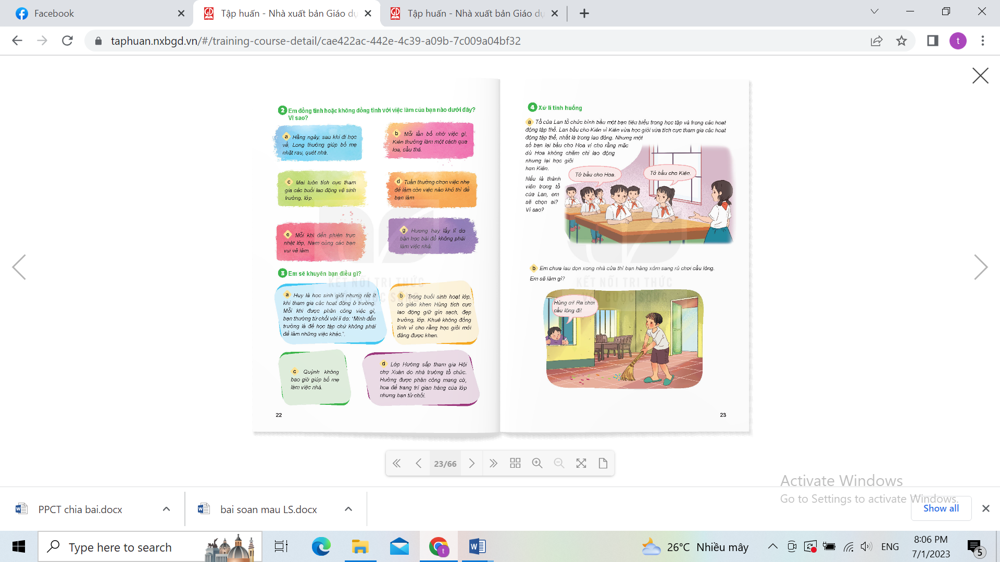 Facebook
Tập huấn - Nhà xuất bản Giáo dụ
Tập huấn - Nhà xuất bản Giáo dụ
taphuan.nxbgd.vn/#/training-course-detail/cae422ac-442e-4c39-a09b-7c009a04bf32
t
2 Em đồng tình hoặc không đồng tình với việc làm của bạn nào dưới đây?
Vì sao?
a Hằng ngày, sau khi đi học
về, Long thường giúp bố mẹ
nhặt rau, quét nhà.
b Mỗi lần bố nhờ việc gì,
Kiên thường làm một cách qua
loa, cẩu thả.
c Mai luôn tích cực tham
gia các buổi lao động vệ sinh
trường, lớp.
d Tuấn thường chọn việc nhẹ
để làm còn việc nào khó thì để
bạn làm.
e Mỗi khi đến phiên trực
nhật lớp, Nam cùng các bạn
vui vẻ làm.
g Hương hay lấy lí do
bận học bài để không phải
làm việc nhà.
3 Em sẽ khuyên bạn điều gì?
a Huy là học sinh giỏi nhưng rất ít
khi tham gia các hoạt động ở trường.
Mỗi khi được phân công việc gì,
bạn thường từ chối với lí do: "Mình đến
trường là để học tập chứ không phải
để làm những việc khác.".
b Trong buổi sinh hoạt lớp,
cô giáo khen Hùng tích cực
lao động giữ gìn sạch, đẹp
trường, lớp. Khuê không đồng
tình vì cho rằng học giỏi mới
đáng được khen.
c Quỳnh không
bao giờ giúp bố mẹ
làm việc nhà.
d Lớp Hường sắp tham gia Hội
chợ Xuân do nhà trường tổ chức.
Hường được phân công mang cờ,
hoa để trang trí gian hàng của lớp
nhưng bạn từ chối.
22
KẾT NỐI TRI THỨC
4 Xử lí tình huống
a Tổ của Lan tổ chức bình bầu một bạn tiêu biểu trong học tập và trong các hoạt
động tập thể. Lan bầu cho Kiên vì Kiên vừa học giỏi vừa tích cực tham gia các hoạt
động tập thể, nhất là trong lao động. Nhưng một
số bạn lại bầu cho Hoa vì cho rằng mặc
dù Hoa không chăm chỉ lao động
nhưng lại học giỏi
hơn Kiên.
Nếu là thành
viên trong tổ
của Lan, em
sẽ chọn ai?
Vì sao?
Tớ bầu cho Hoa.
Tớ bầu cho Kiên.
b Em chưa lau dọn xong nhà cửa thì bạn hàng xóm sang rủ chơi cầu lông.
Em sẽ làm gì?
KẾT NỐI TRI THỨC
VỚI CUỘC SỐNG
Hùng ơi! Ra chơi
cầu lông đi!
23
23/66
Activate Windows
Go to Settings to activate Windows.
PPCT chia bai.docx
bai soan mau LS.docx
Show all
Type here to search
t
26°C Nhiều mây
ENG
8:06 PM
7/1/2023
5